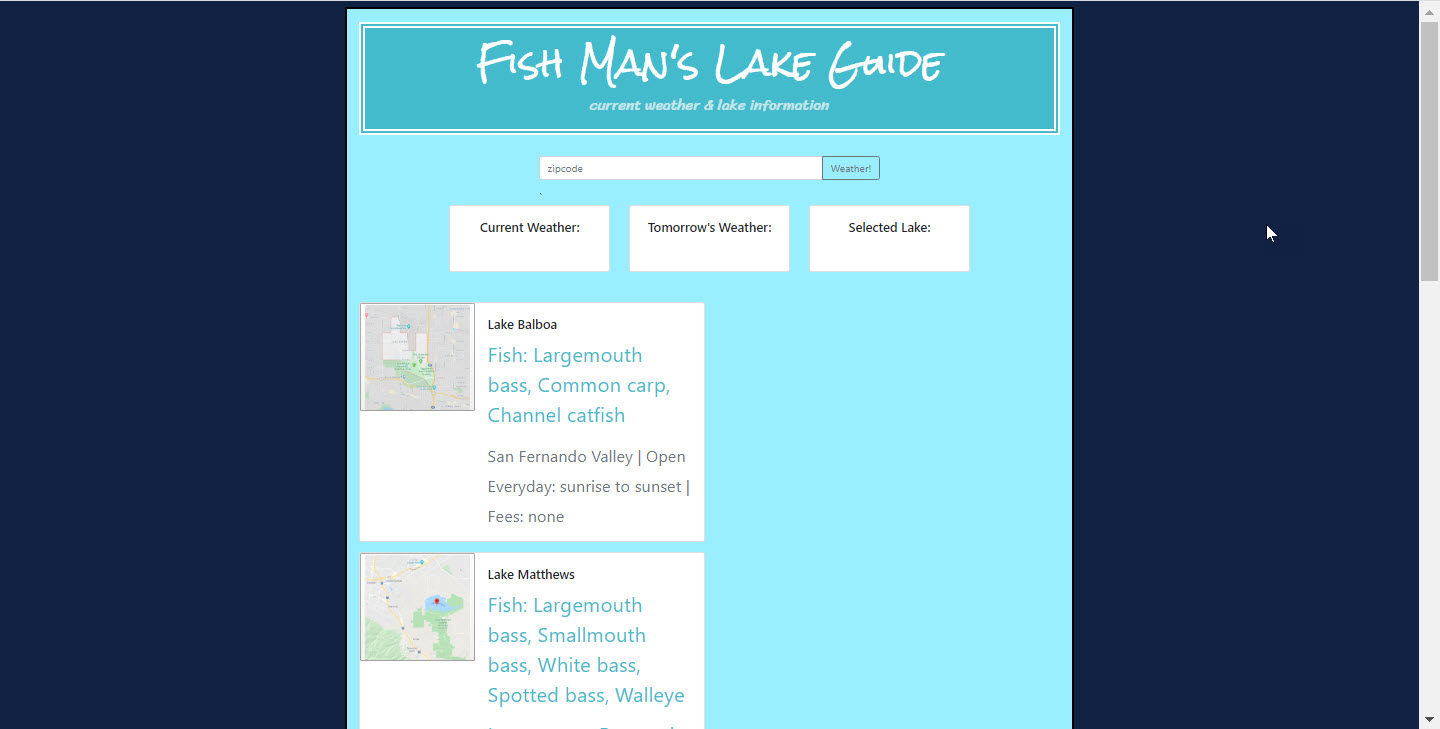 Fish Man's Lake Guide
current weather & lake information
zipcode
Weather!
`
Current Weather:
Tomorrow's Weather:
Selected Lake:
Lake Balboa
Fish: Largemouth
bass, Common carp,
Channel catfish
San Fernando Valley | Open
Everyday: sunrise to sunset |
Fees: none
Lake Matthews
Fish: Largemouth
bass, Smallmouth
bass, White bass,
Spotted bass, Walleye